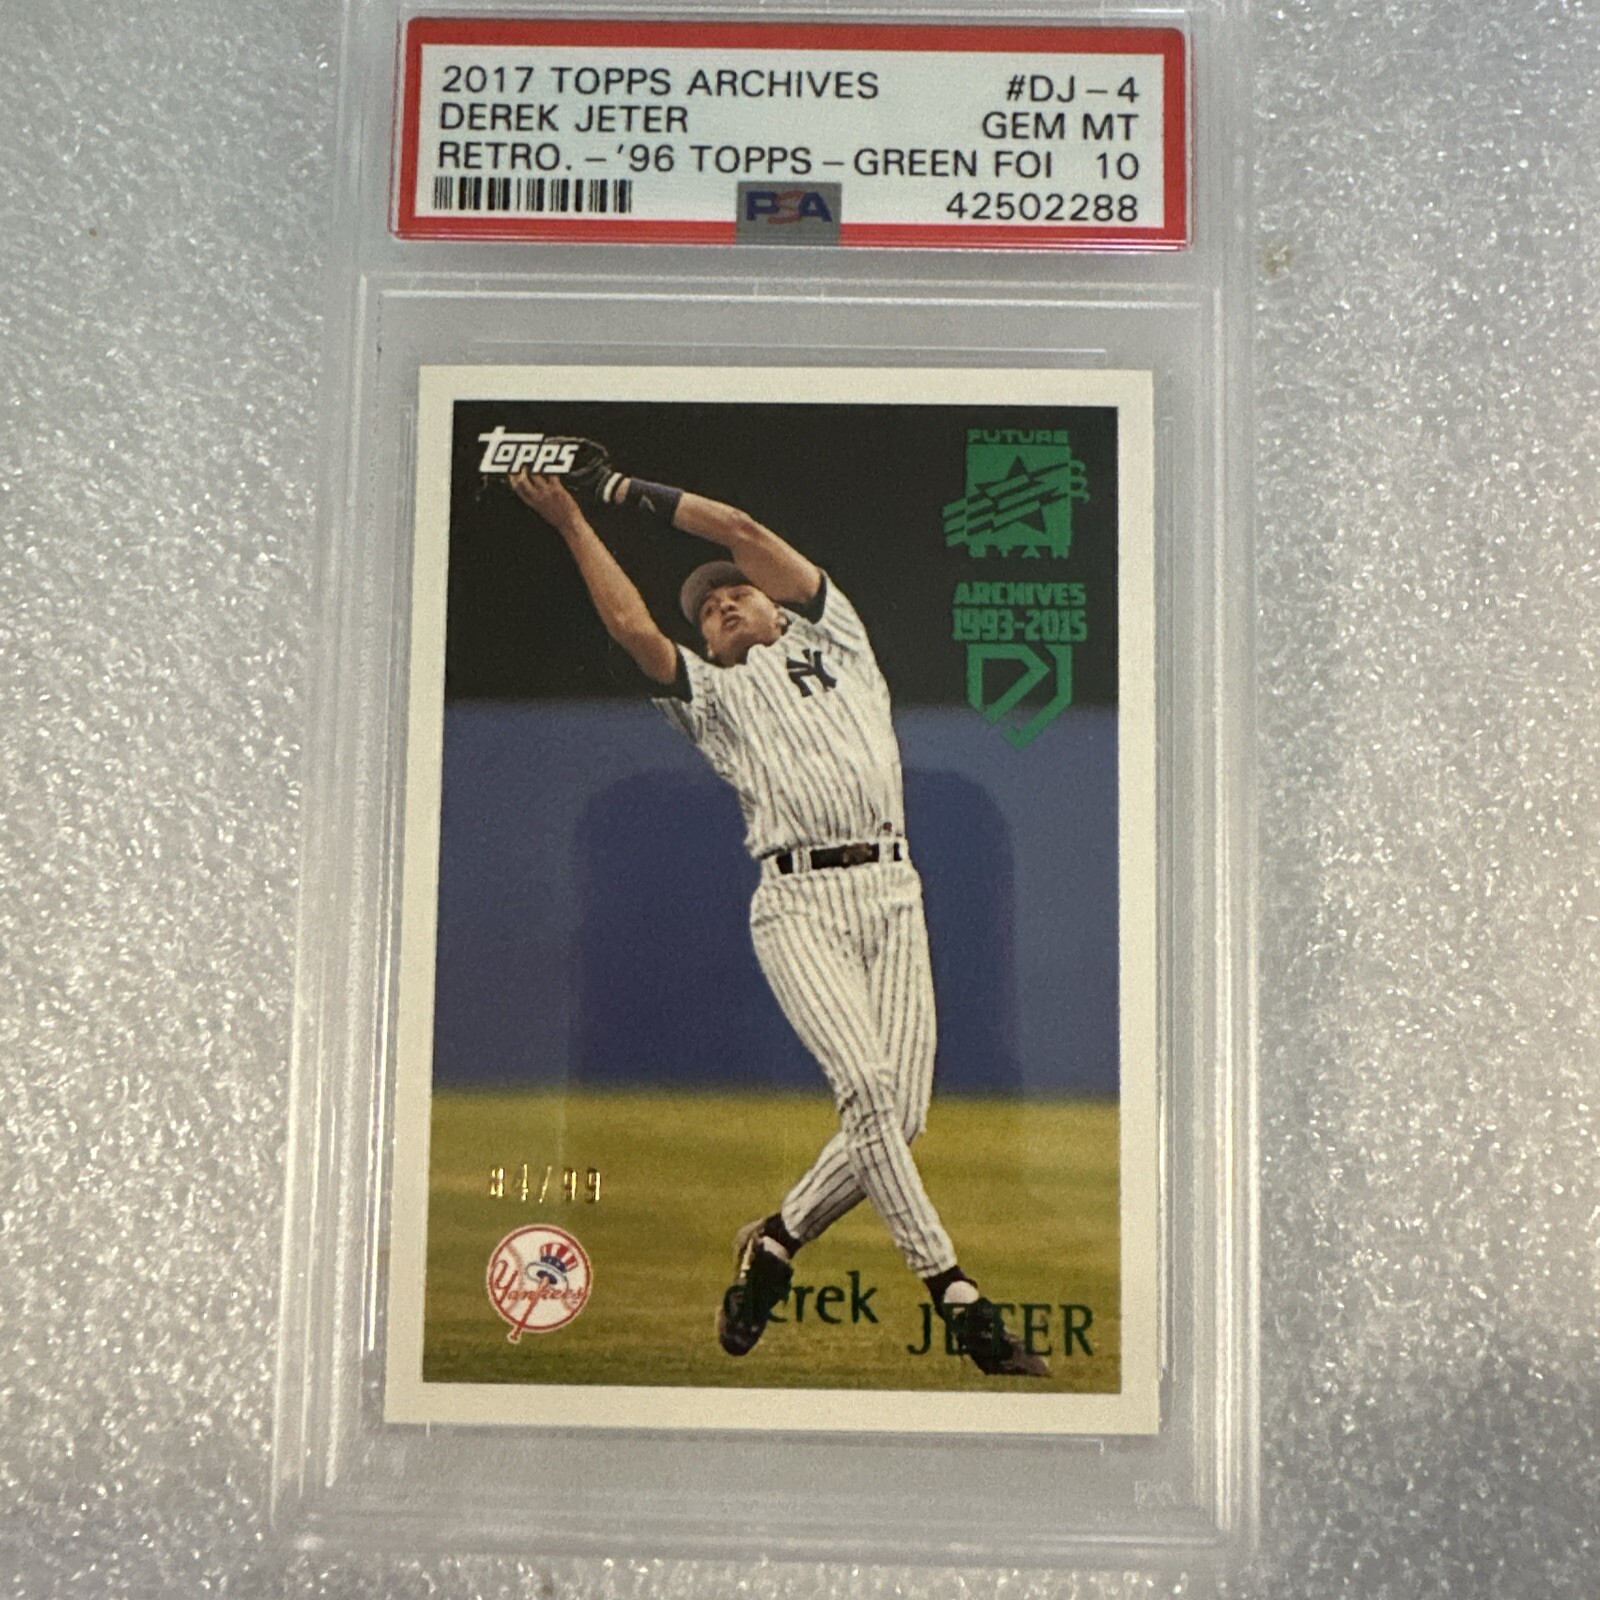 2017 TOPPS ARCHIVES #DJ-4
DEREK JETER GEM MT
RETRO.-'96 TOPPS-GREEN FOI 10
PSA 42502288
topps
FUTURE
STAR
ARCHIVES
1993-2015
DJ
NY
84/99
Yankees
derek JETER